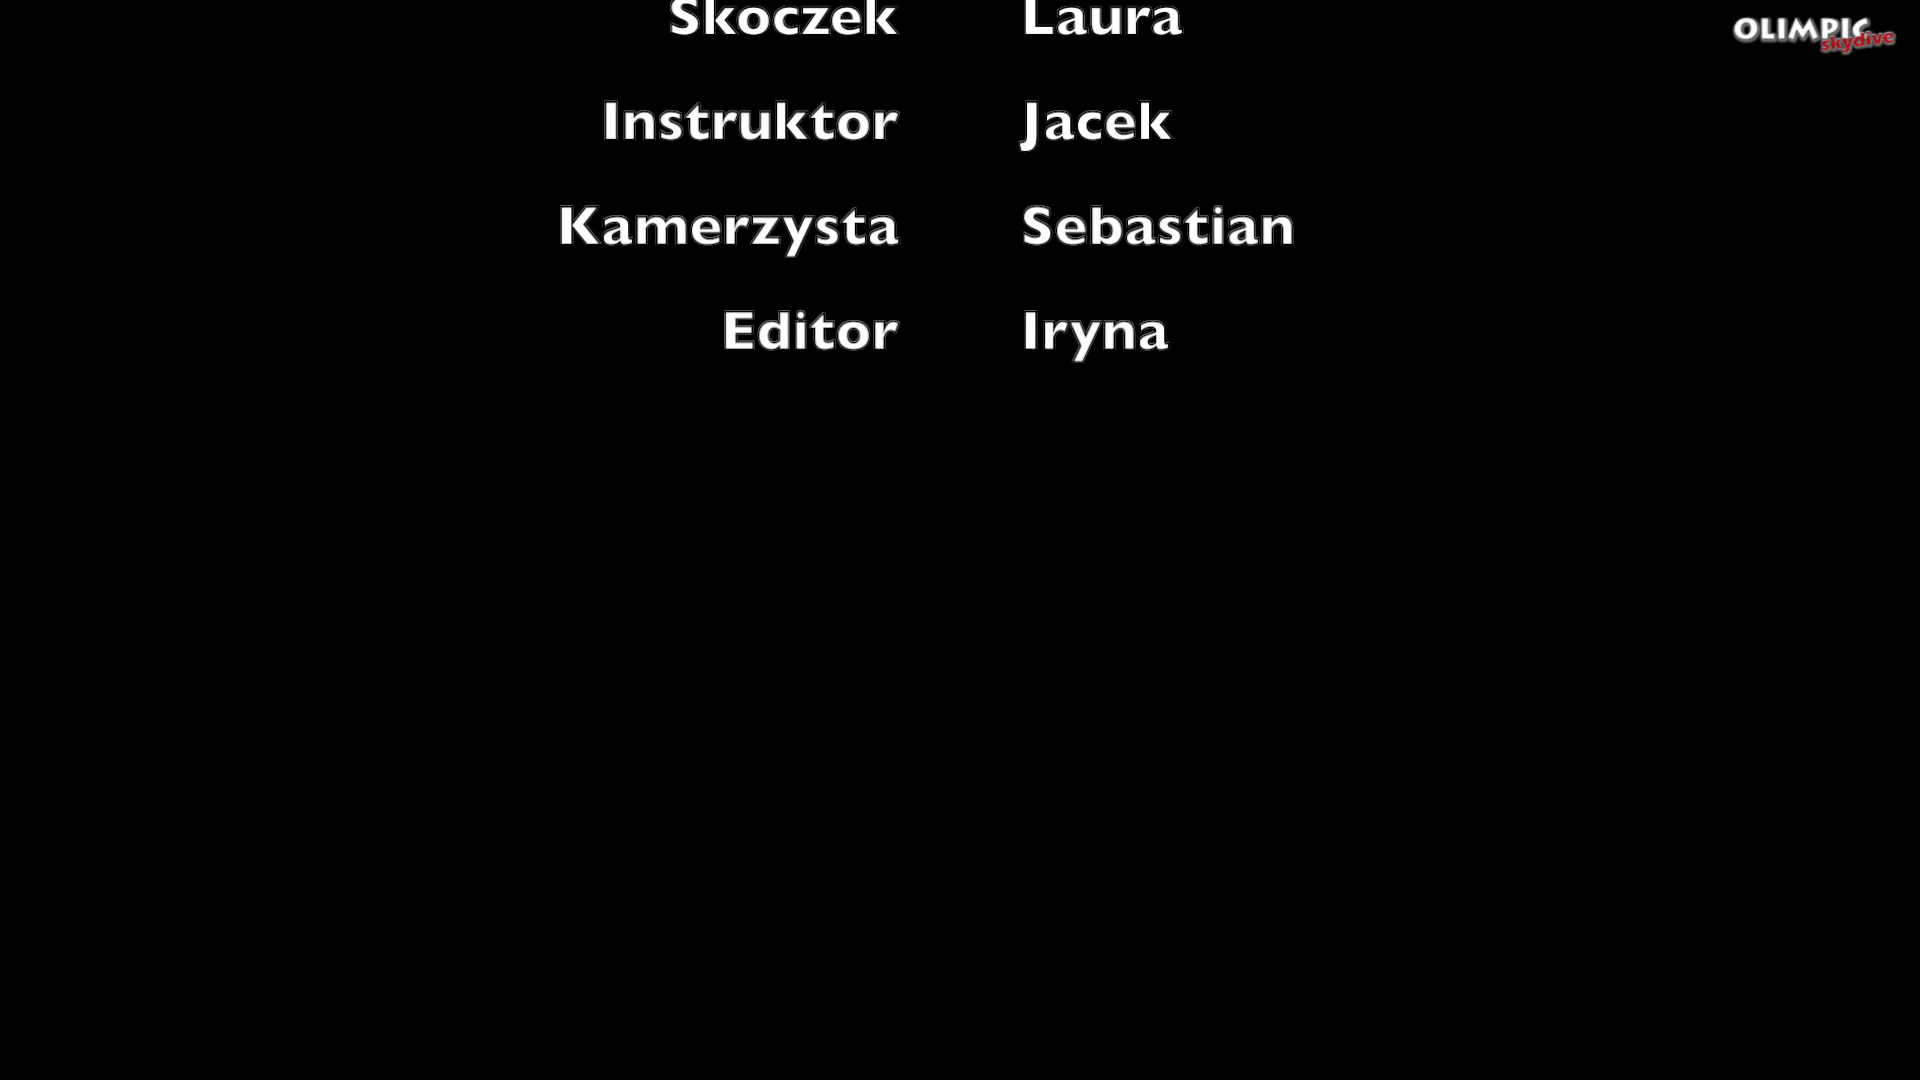 Skoczek Laura
OLIMPIC
skydive
Instruktor Jacek
Kamerzysta Sebastian
Editor Iryna